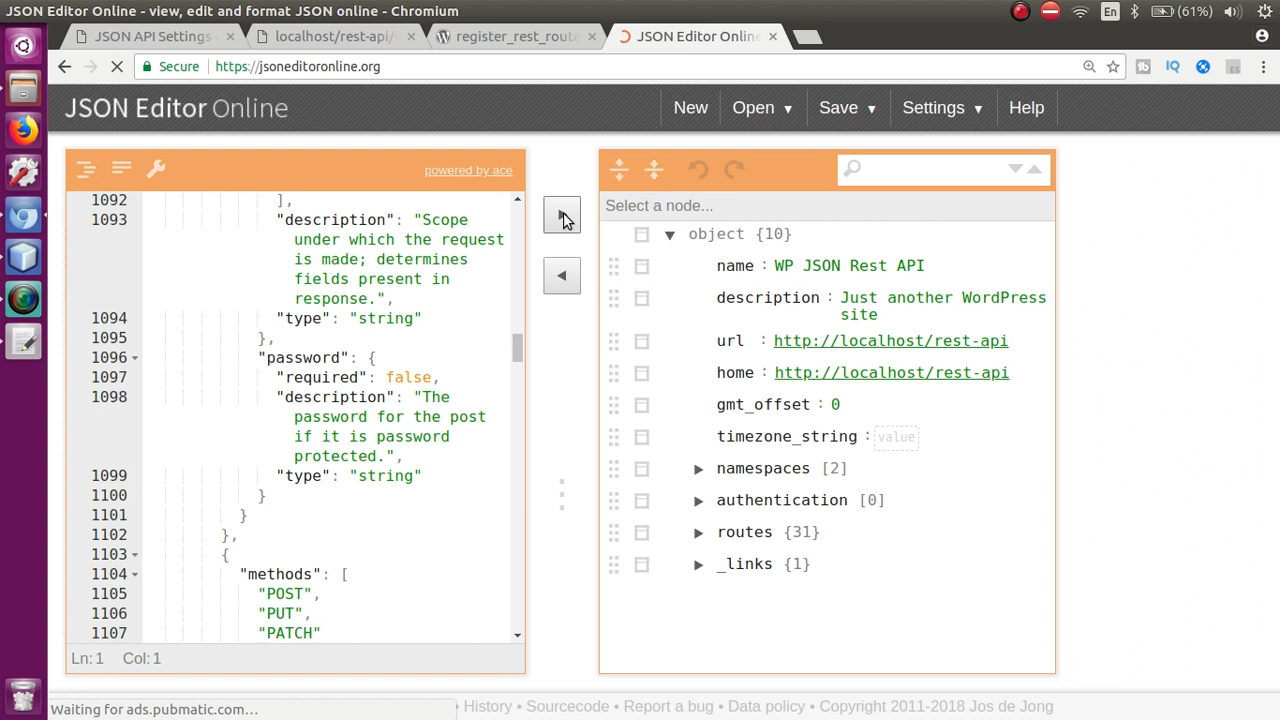 JSON Editor Online - view, edit and format JSON online - Chromium
En (61%)
JSON API Settings
localhost/rest-api/
register_rest_route
JSON Editor Online
Secure https://jsoneditoronline.org
JSON Editor Online
New Open ▼ Save ▼ Settings ▼ Help
powered by ace
1092 ],
1093 "description": "Scope
under which the request
is made; determines
fields present in
response.",
1094 "type": "string"
1095 },
1096 "password": {
1097 "required": false,
1098 "description": "The
password for the post
if it is password
protected.",
1099 "type": "string"
1100 }
1101 }
1102 },
1103 {
1104 "methods": [
1105 "POST",
1106 "PUT",
1107 "PATCH"
Ln: 1 Col: 1
Select a node...
object {10}
name : WP JSON Rest API
description : Just another WordPress
site
url : http://localhost/rest-api
home : http://localhost/rest-api
gmt_offset : 0
timezone_string : value
namespaces [2]
authentication [0]
routes {31}
_links {1}
Waiting for ads.pubmatic.com...
• History • Sourcecode • Report a bug • Data policy • Copyright 2011-2018 Jos de Jong